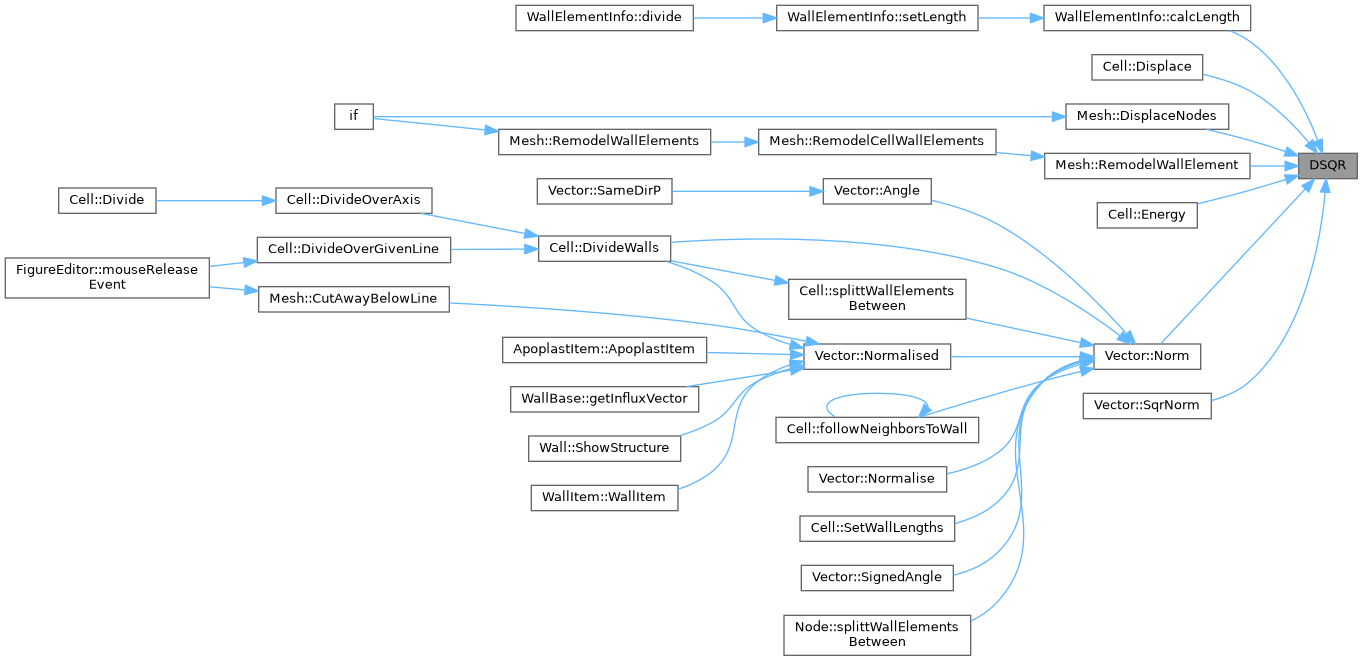 WallElementInfo::divide
WallElementInfo::setLength
WallElementInfo::calcLength
Cell::Displace
if
Mesh::DisplaceNodes
Mesh::RemodelWallElements
Mesh::RemodelCellWallElements
Mesh::RemodelWallElement
DSQR
Cell::Divide
Cell::DivideOverAxis
Vector::SameDirP
Vector::Angle
Cell::Energy
Cell::DivideOverGivenLine
Cell::DivideWalls
FigureEditor::mouseRelease
Event
Mesh::CutAwayBelowLine
Cell::splittWallElements
Between
ApoplastItem::ApoplastItem
Vector::Normalised
Vector::Norm
WallBase::getInfluxVector
Vector::SqrNorm
Cell::followNeighborsToWall
Wall::ShowStructure
Vector::Normalise
WallItem::WallItem
Cell::SetWallLengths
Vector::SignedAngle
Node::splittWallElements
Between